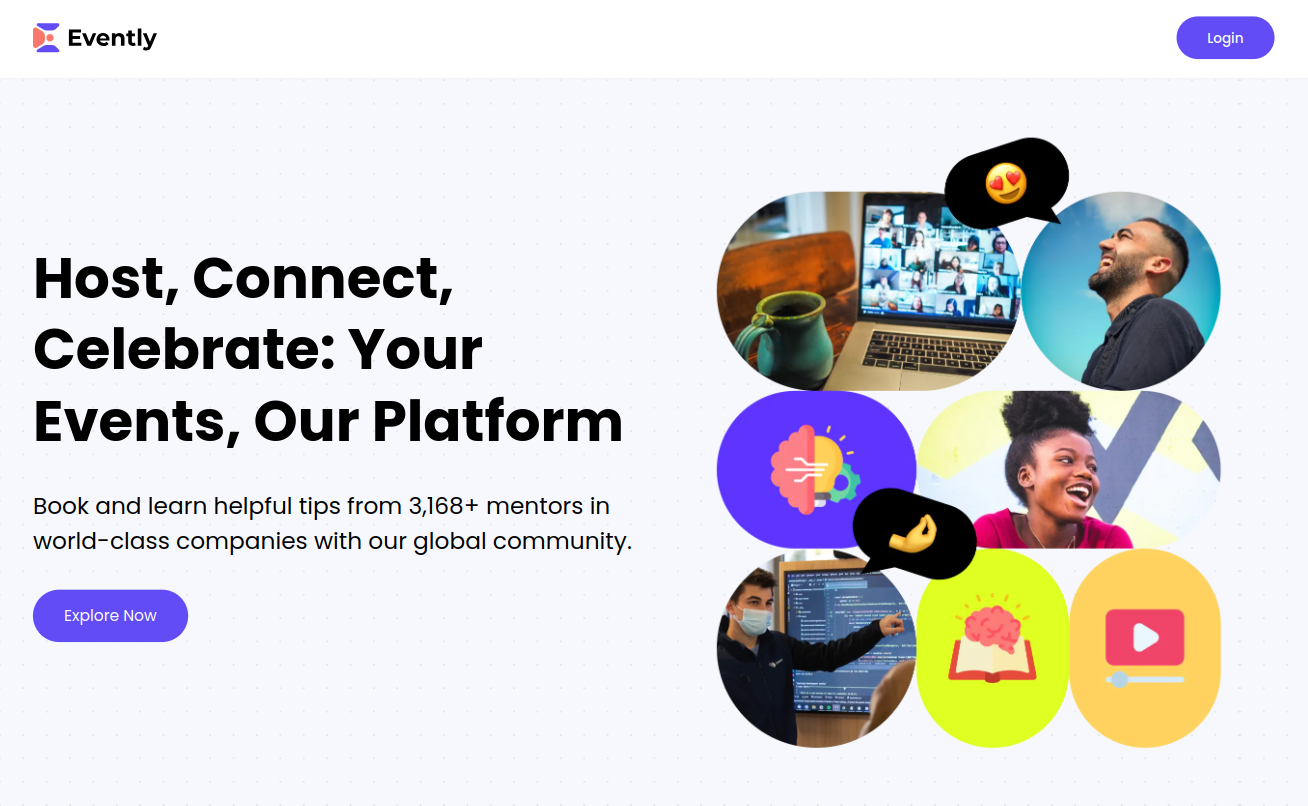 Evently
Login
Host, Connect,
Celebrate: Your
Events, Our Platform
Book and learn helpful tips from 3,168+ mentors in
world-class companies with our global community.
Explore Now